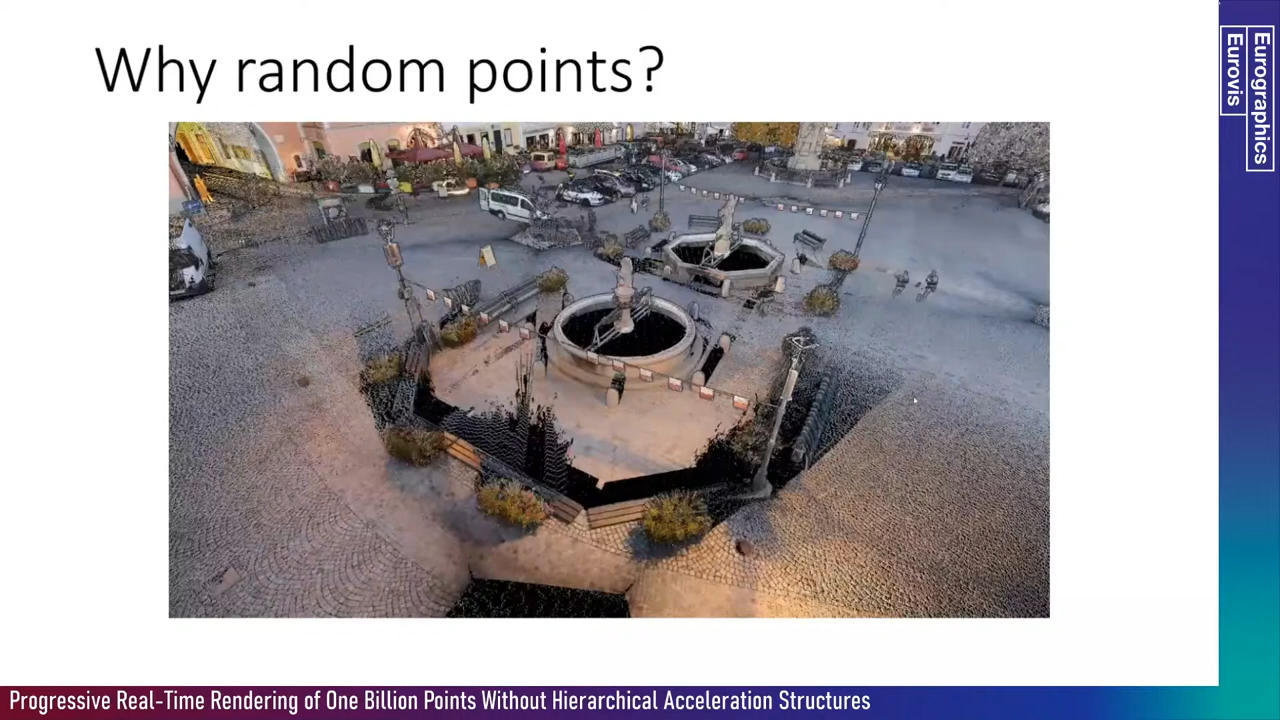 Why random points?
Eurographics
Eurovis
Progressive Real-Time Rendering of One Billion Points Without Hierarchical Acceleration Structures